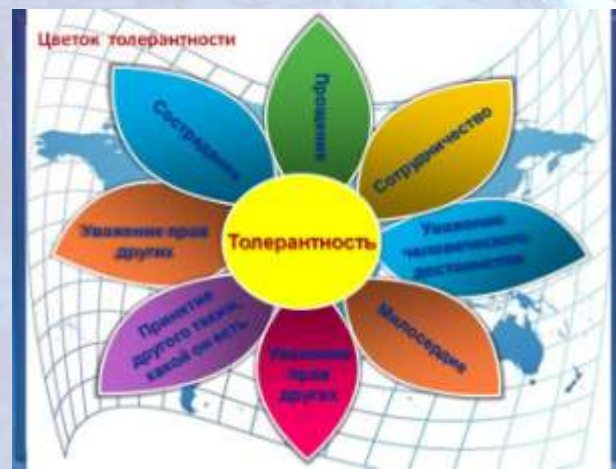 Цветок толерантности
Прощение
Сотрудничество
Уважение
человеческого
достоинства
Милосердие
Уважение
прав
других
Принятие
другого таким,
какой он есть
Уважение прав
других
Сострадание
Толерантность